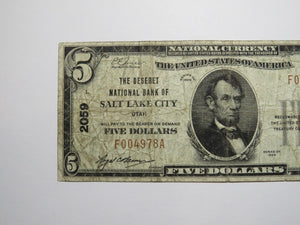 NATIONAL CURRENCY
THE UNITED STATES OF AMERICA
5
THE DESERET
NATIONAL BANK OF
SALT LAKE CITY
UTAH
WILL PAY TO THE BEARER ON DEMAND
FIVE DOLLARS
2059
F004978A
F0
5
FIVE DOLLARS